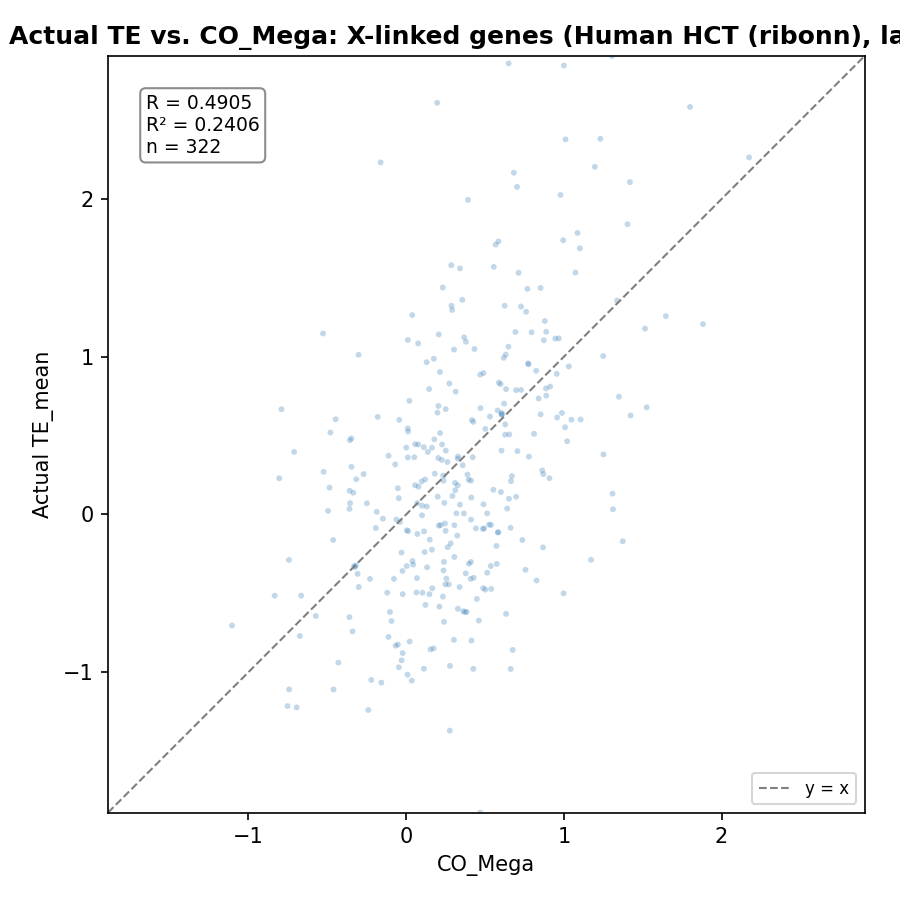 Actual TE vs. CO_Mega: X-linked genes (Human HCT (ribonn), la
R = 0.4905
R² = 0.2406
n = 322
Actual TE_mean
2
1
0
−1
−1
0
1
2
CO_Mega
y = x